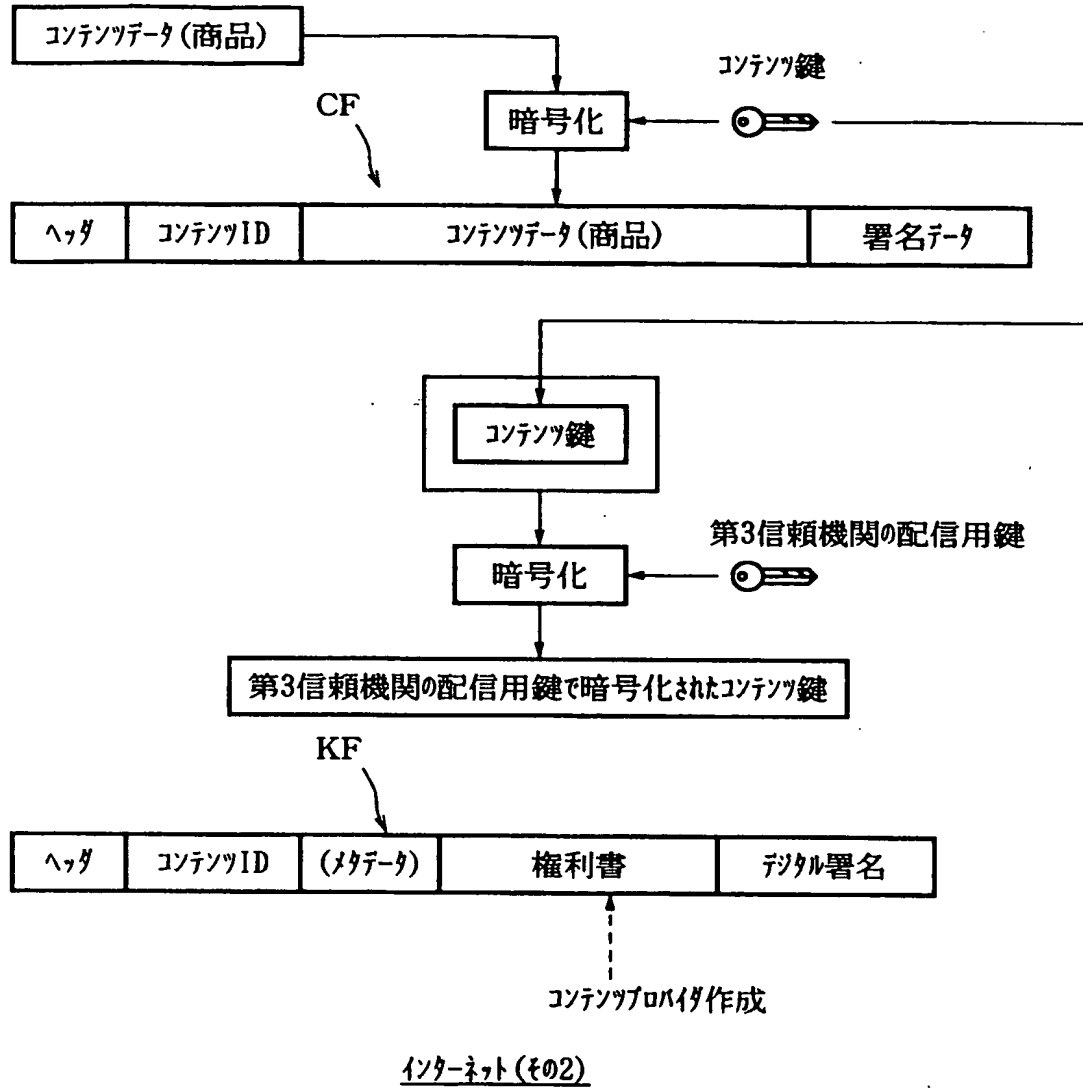 コンテンツデータ(商品)
コンテンツ鍵
CF
暗号化
ヘッダ
コンテンツID
コンテンツデータ(商品)
署名データ
コンテンツ鍵
第3信頼機関の配信用鍵
暗号化
第3信頼機関の配信用鍵で暗号化されたコンテンツ鍵
KF
ヘッダ
コンテンツID
(メタデータ)
権利書
デジタル署名
コンテンツプロバイダ作成
インターネット(その2)